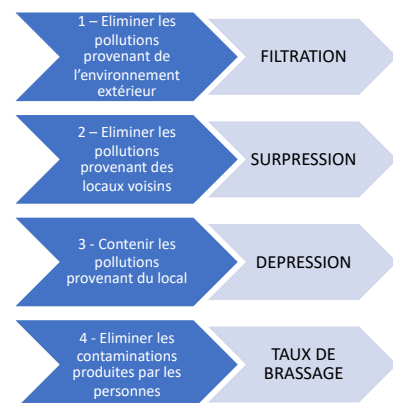 1 – Eliminer les
pollutions
provenant de
l'environnement
extérieur
FILTRATION
2 – Eliminer les
pollutions
provenant des
locaux voisins
SURPRESSION
3 - Contenir les
pollutions
provenant du local
DEPRESSION
4 - Eliminer les
contaminations
produites par les
personnes
TAUX DE
BRASSAGE